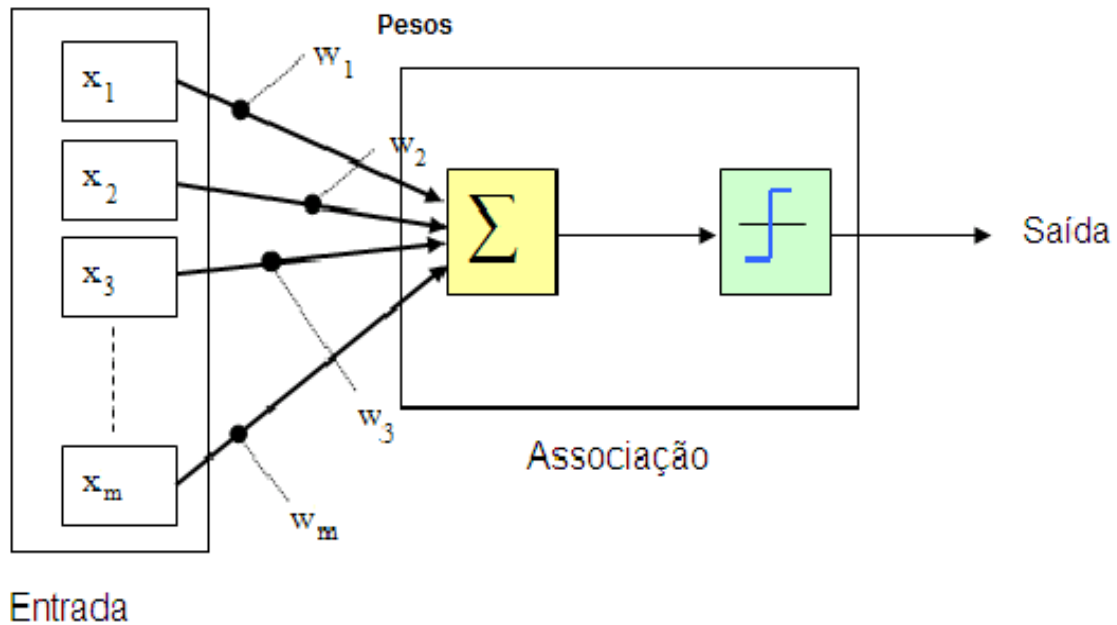 Pesos
x1
w1
x2
w2
x3
w3
xm
wm
∑
Saída
Associação
Entrada